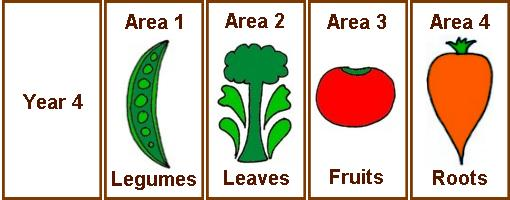 Area 1
Area 2
Area 3
Area 4
Year 4
Legumes
Leaves
Fruits
Roots